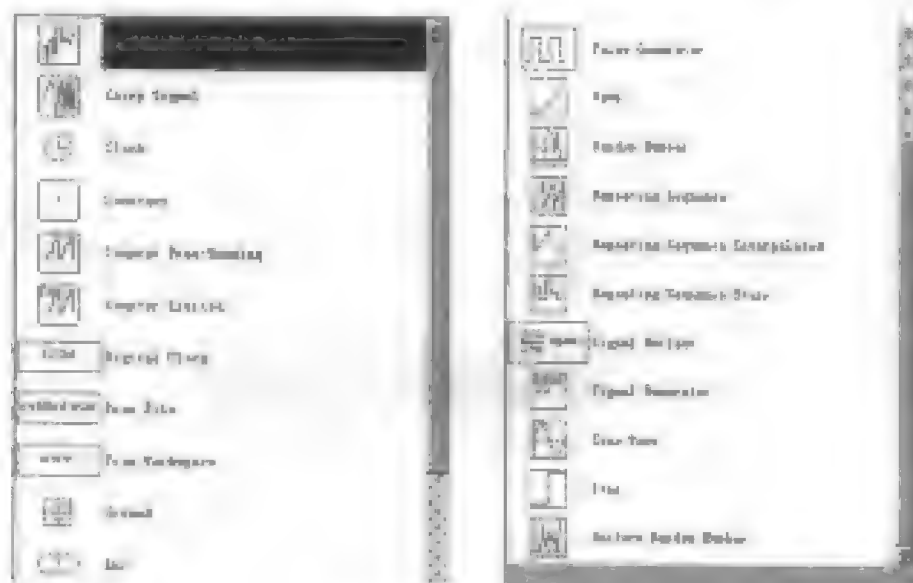 Chirp Signal
Clock
Constant
Counter Free-Running
Counter Limited
Digital Clock
From File
From Workspace
Ground
In1
Pulse Generator
Ramp
Random Number
Repeating Sequence
Repeating Sequence Interpolated
Repeating Sequence Stair
Signal Builder
Signal Generator
Sine Wave
Step
Uniform Random Number